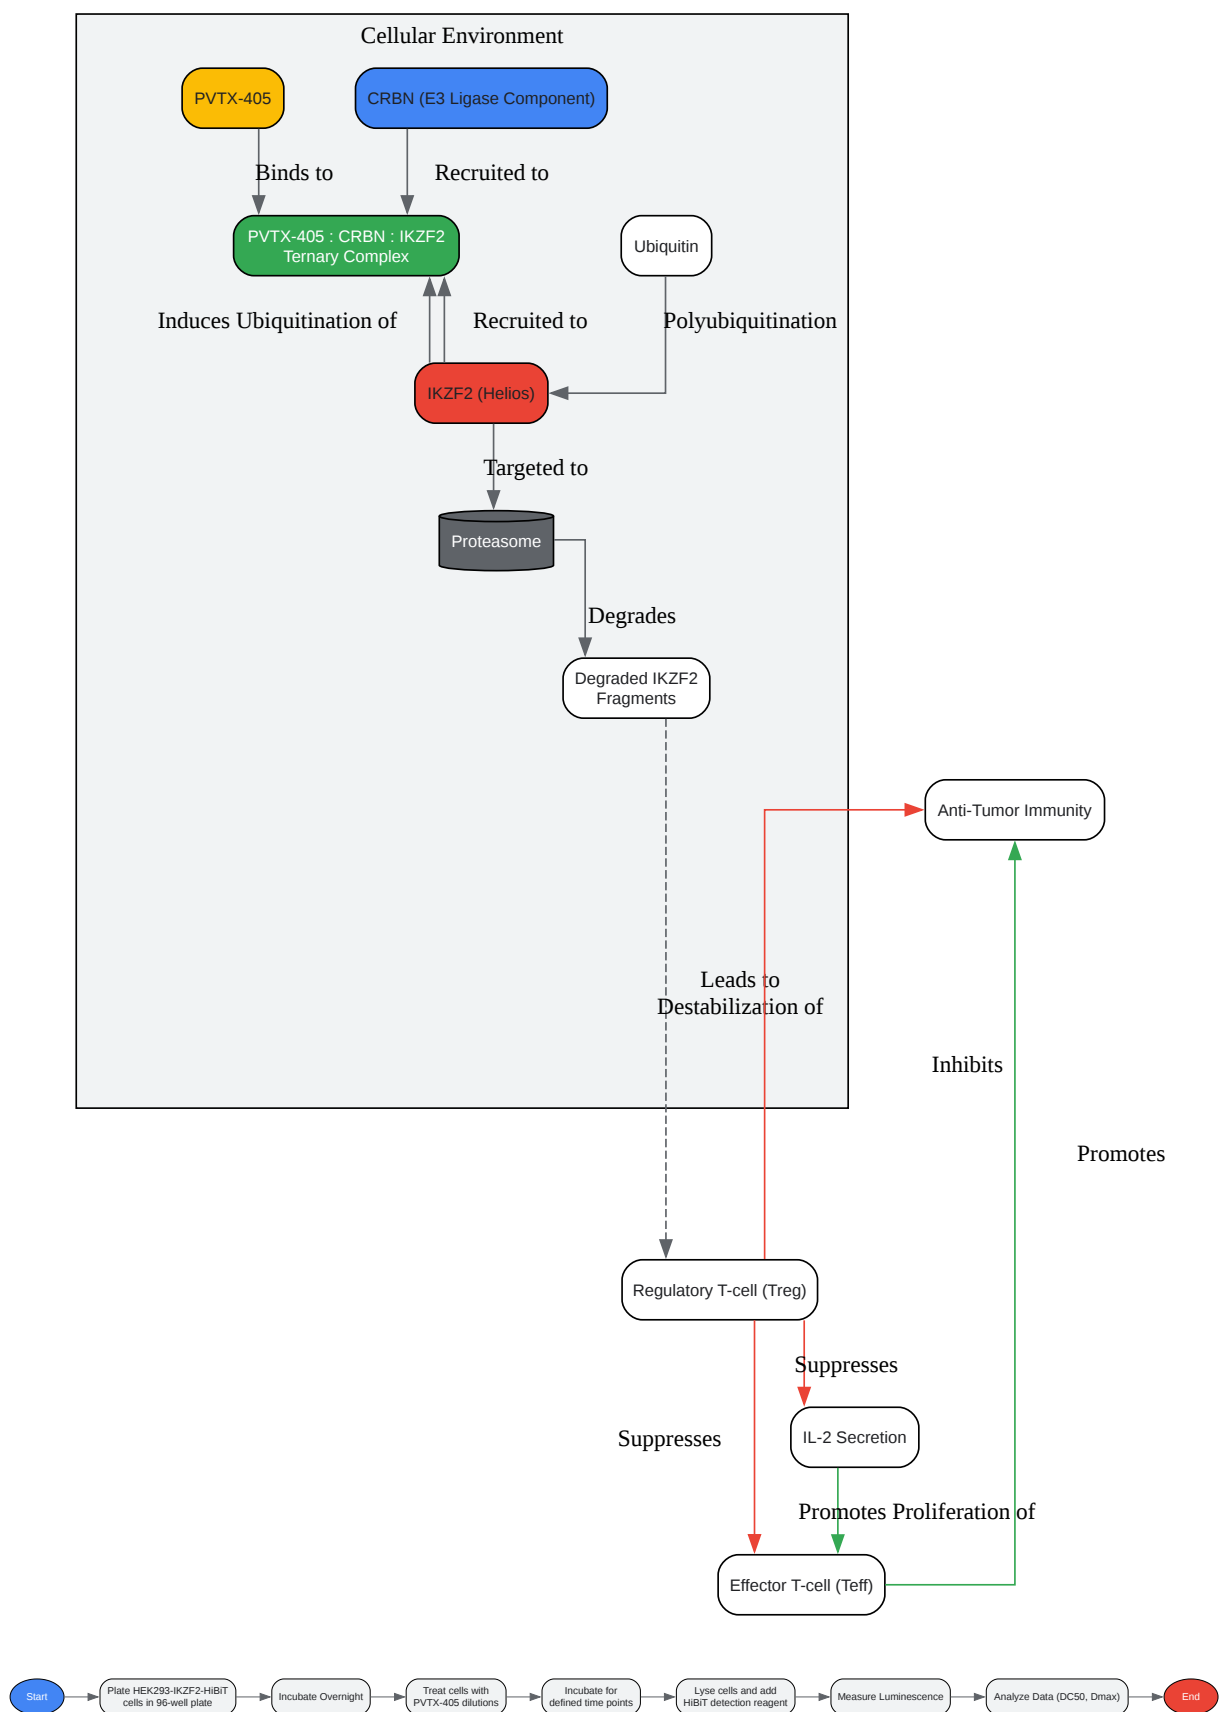 Cellular Environment
PVTX-405
CRBN (E3 Ligase Component)
Binds to
Recruited to
PVTX-405 : CRBN : IKZF2
Ternary Complex
Ubiquitin
Induces Ubiquitination of
Recruited to
Polyubiquitination
IKZF2 (Helios)
Targeted to
Proteasome
Degrades
Degraded IKZF2
Fragments
Anti-Tumor Immunity
Leads to
Destabilization of
Inhibits
Promotes
Regulatory T-cell (Treg)
Suppresses
Suppresses
IL-2 Secretion
Promotes Proliferation of
Effector T-cell (Teff)
Start
Plate HEK293-IKZF2-HiBiT
cells in 96-well plate
Incubate Overnight
Treat cells with
PVTX-405 dilutions
Incubate for
defined time points
Lyse cells and add
HiBiT detection reagent
Measure Luminescence
Analyze Data (DC50, Dmax)
End